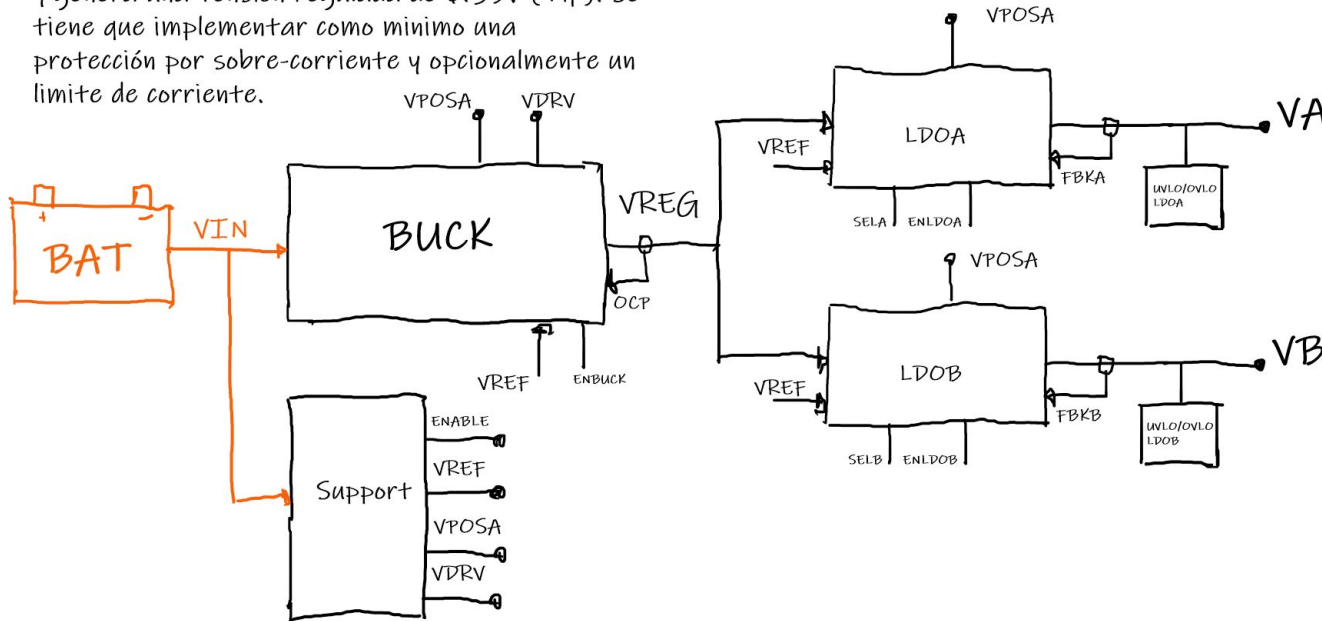 tiene que implementar como minimo una
protección por sobre-corriente y opcionalmente un
limite de corriente.
VPOSA
VPOSA
VDRV
LDOA
VREF
VA
FBKA
UVLO/OVLO
LDOA
SELA
ENLDOA
BAT
+
-
VIN
BUCK
VREG
OCP
VREF
ENBUCK
VPOSA
LDOB
VREF
VB
FBKB
UVLO/OVLO
LDOB
SELB
ENLDOB
Support
ENABLE
VREF
VPOSA
VDRV